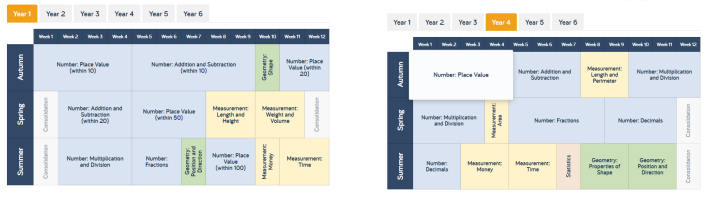 Year 1 Year 2 Year 3 Year 4 Year 5 Year 6
Week 1 Week 2 Week 3 Week 4 Week 5 Week 6 Week 7 Week 8 Week 9 Week 10 Week 11 Week 12
Autumn
Number: Place Value
(within 10)
Number: Addition and Subtraction
(within 10)
Geometry:
Shape
Number: Place
Value (within
20)
Spring
Consolidation
Number: Addition and
Subtraction
(within 20)
Number: Place Value
(within 50)
Measurement:
Length and
Height
Measurement:
Weight and
Volume
Consolidation
Summer
Consolidation
Number: Multiplication
and Division
Number:
Fractions
Geometry:
Position and
Direction
Number: Place
Value
(within 100)
Measurement:
Money
Measurement:
Time
Year 1 Year 2 Year 3 Year 4 Year 5 Year 6
Week 1 Week 2 Week 3 Week 4 Week 5 Week 6 Week 7 Week 8 Week 9 Week 10 Week 11 Week 12
Autumn
Number: Place Value
Number: Addition and
Subtraction
Measurement:
Length and
Perimeter
Number: Multiplication
and Division
Spring
Number: Multiplication
and Division
Measurement:
Area
Number: Fractions
Number: Decimals
Consolidation
Summer
Number:
Decimals
Measurement:
Money
Measurement:
Time
Statistics
Geometry:
Properties of
Shape
Geometry:
Position and
Direction
Consolidation